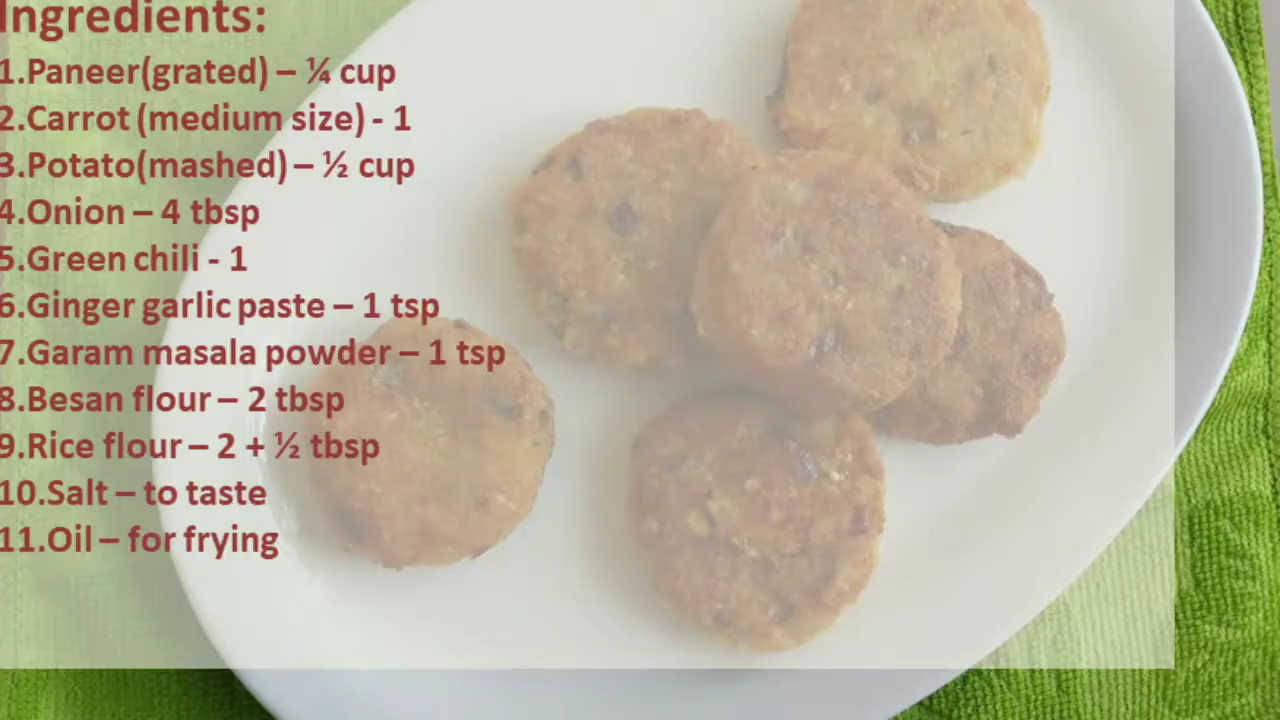 Ingredients:
1.Paneer(grated) – ¼ cup
2.Carrot (medium size) - 1
3.Potato(mashed) – ½ cup
4.Onion – 4 tbsp
5.Green chili - 1
6.Ginger garlic paste – 1 tsp
7.Garam masala powder – 1 tsp
8.Besan flour – 2 tbsp
9.Rice flour – 2 + ½ tbsp
10.Salt – to taste
11.Oil – for frying